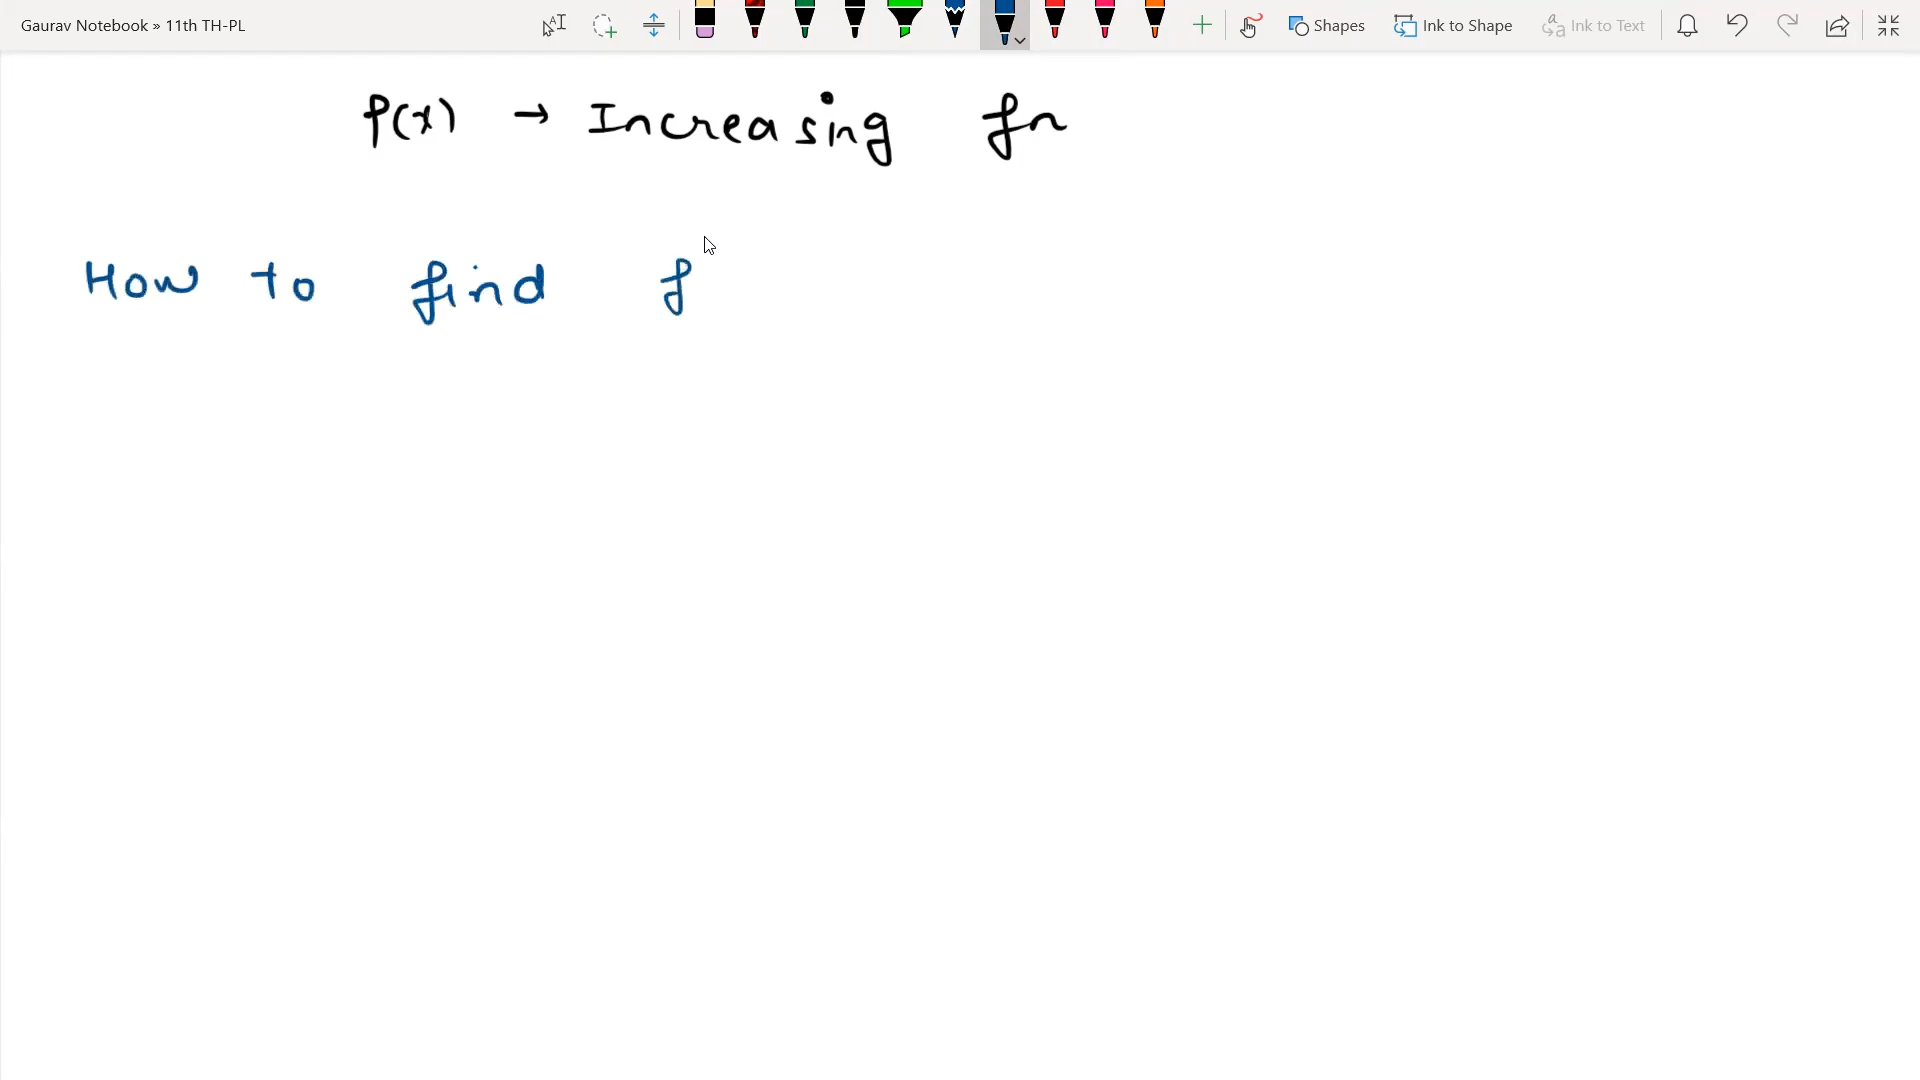 Gaurav Notebook » 11th TH-PL Shapes Ink to Shape Ink to Text
f(x) → Increasing fn
How to find f